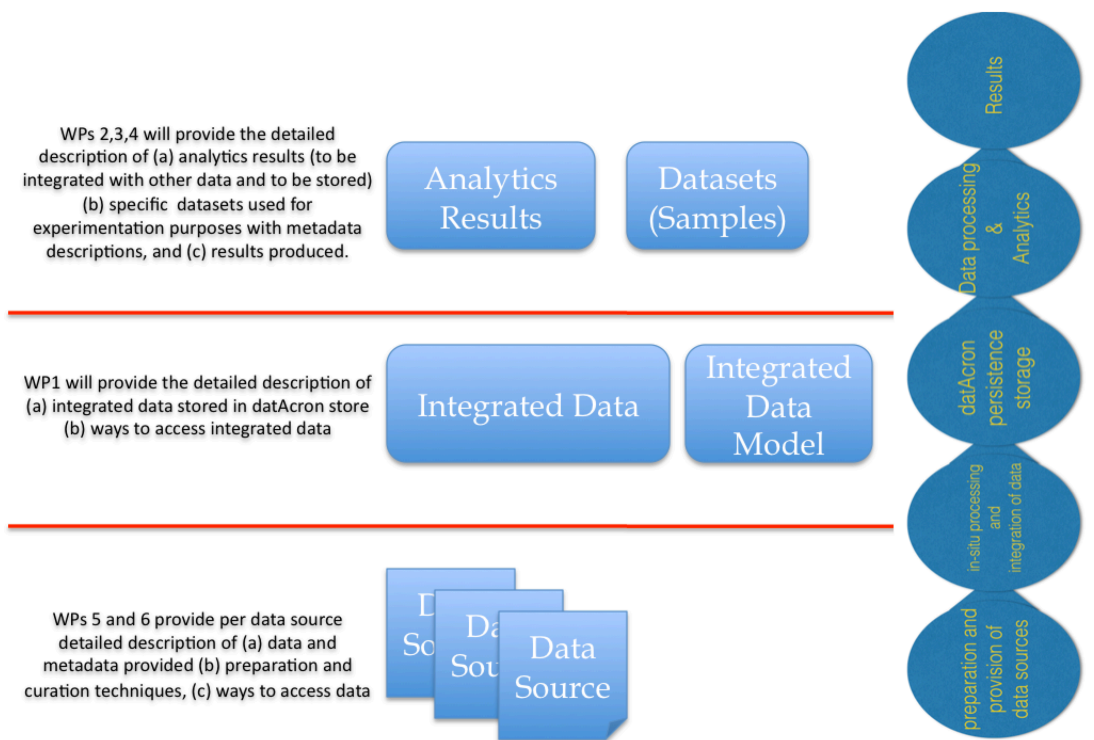 WPs 2,3,4 will provide the detailed
description of (a) analytics results (to be
integrated with other data and to be stored)
(b) specific datasets used for
experimentation purposes with metadata
descriptions, and (c) results produced.
Analytics
Results
Datasets
(Samples)
WP1 will provide the detailed description of
(a) integrated data stored in datAcron store
(b) ways to access integrated data
Integrated Data
Integrated
Data
Model
WPs 5 and 6 provide per data source
detailed description of (a) data and
metadata provided (b) preparation and
curation techniques, (c) ways to access data
D
So
Da
Sou
Data
Source
Results
Data processing
&
Analytics
datAcron
persistence
storage
in-situ processing
and
integration of data
preparation and
provision of
data sources